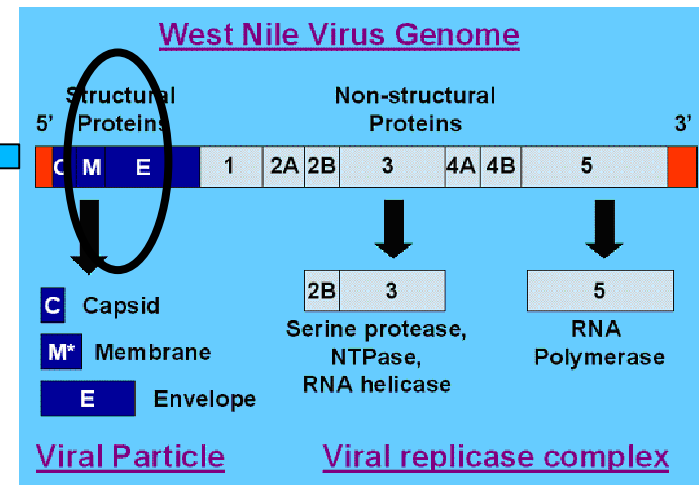 West Nile Virus Genome
Structural Proteins
Non-structural Proteins
5’
3’
C M E 1 2A 2B 3 4A 4B 5
C Capsid
M* Membrane
E Envelope
2B 3
Serine protease,
NTPase,
RNA helicase
5
RNA
Polymerase
Viral Particle
Viral replicase complex